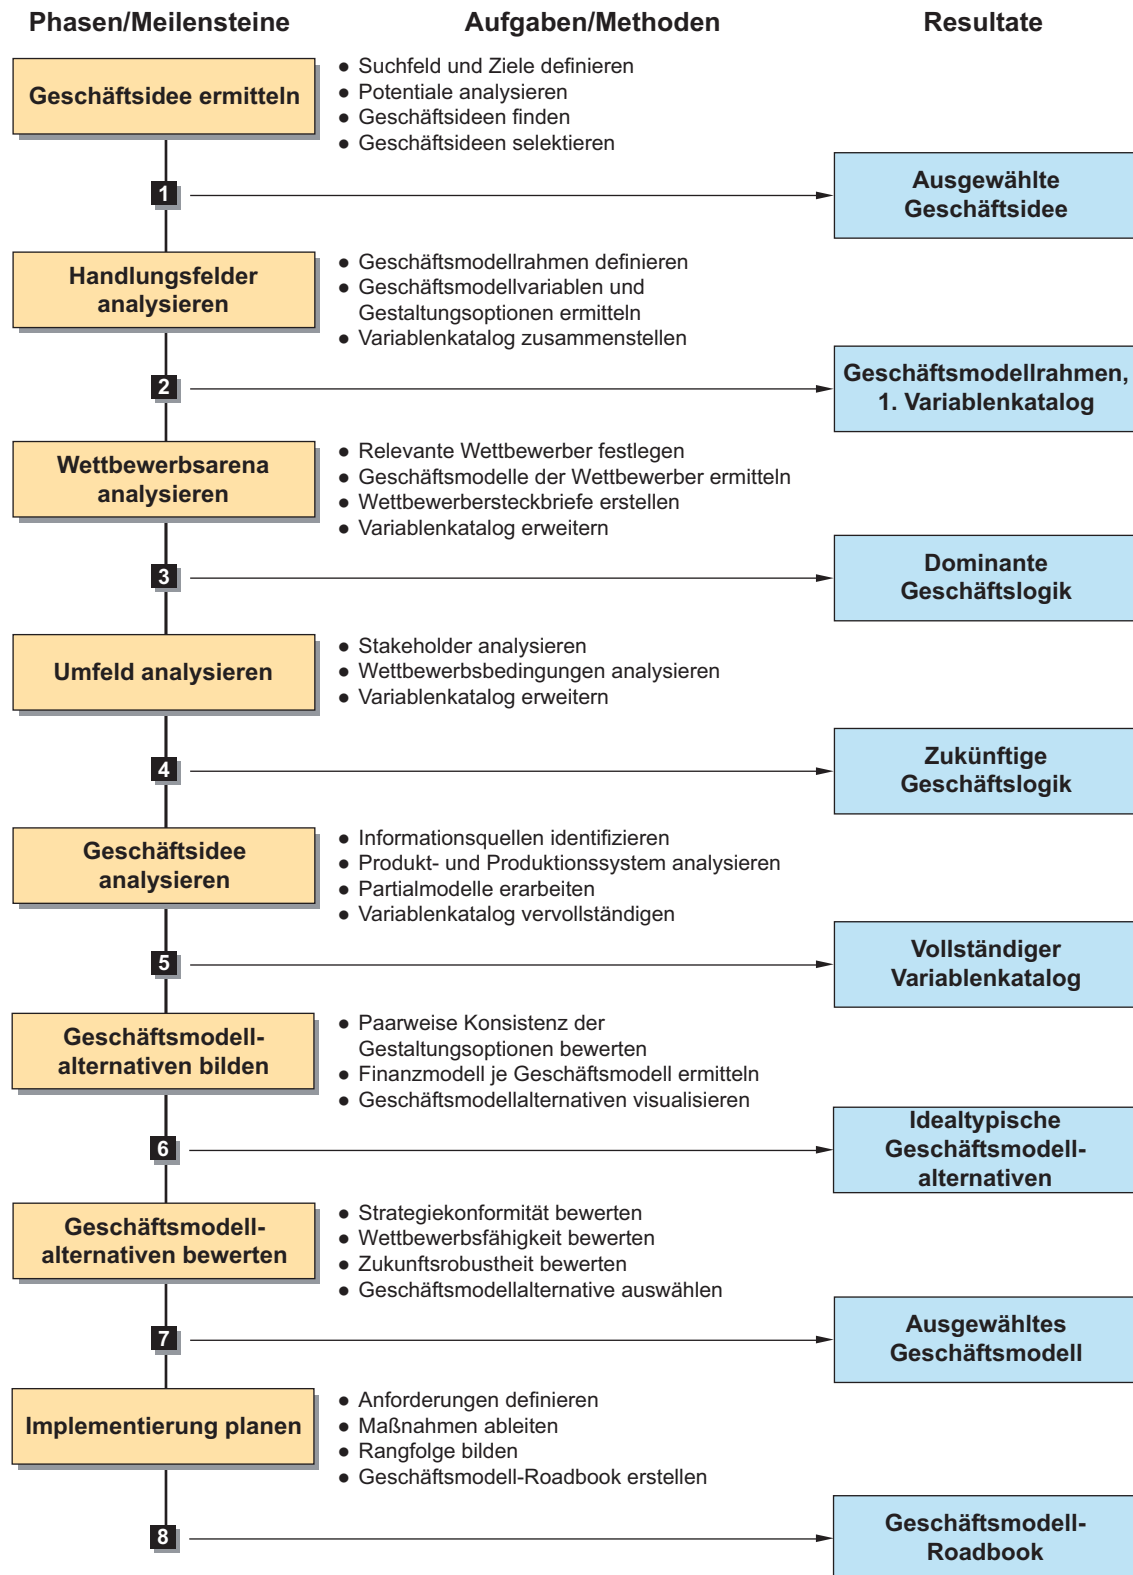 Phasen/Meilensteine
Aufgaben/Methoden
Resultate
Geschäftsidee ermitteln
● Suchfeld und Ziele definieren
● Potentiale analysieren
● Geschäftsideen finden
● Geschäftsideen selektieren
1
Ausgewählte
Geschäftsidee
Handlungsfelder
analysieren
● Geschäftsmodellrahmen definieren
● Geschäftsmodellvariablen und
Gestaltungsoptionen ermitteln
● Variablenkatalog zusammenstellen
2
Geschäftsmodellrahmen,
1. Variablenkatalog
Wettbewerbsarena
analysieren
● Relevante Wettbewerber festlegen
● Geschäftsmodelle der Wettbewerber ermitteln
● Wettbewerbersteckbriefe erstellen
● Variablenkatalog erweitern
3
Dominante
Geschäftslogik
Umfeld analysieren
● Stakeholder analysieren
● Wettbewerbsbedingungen analysieren
● Variablenkatalog erweitern
4
Zukünftige
Geschäftslogik
Geschäftsidee
analysieren
● Informationsquellen identifizieren
● Produkt- und Produktionssystem analysieren
● Partialmodelle erarbeiten
● Variablenkatalog vervollständigen
5
Vollständiger
Variablenkatalog
Geschäftsmodell-
alternativen bilden
● Paarweise Konsistenz der
Gestaltungsoptionen bewerten
● Finanzmodell je Geschäftsmodell ermitteln
● Geschäftsmodellalternativen visualisieren
6
Idealtypische
Geschäftsmodell-
alternativen
Geschäftsmodell-
alternativen bewerten
● Strategiekonformität bewerten
● Wettbewerbsfähigkeit bewerten
● Zukunftsrobustheit bewerten
● Geschäftsmodellalternative auswählen
7
Ausgewähltes
Geschäftsmodell
Implementierung planen
● Anforderungen definieren
● Maßnahmen ableiten
● Rangfolge bilden
● Geschäftsmodell-Roadbook erstellen
8
Geschäftsmodell-
Roadbook